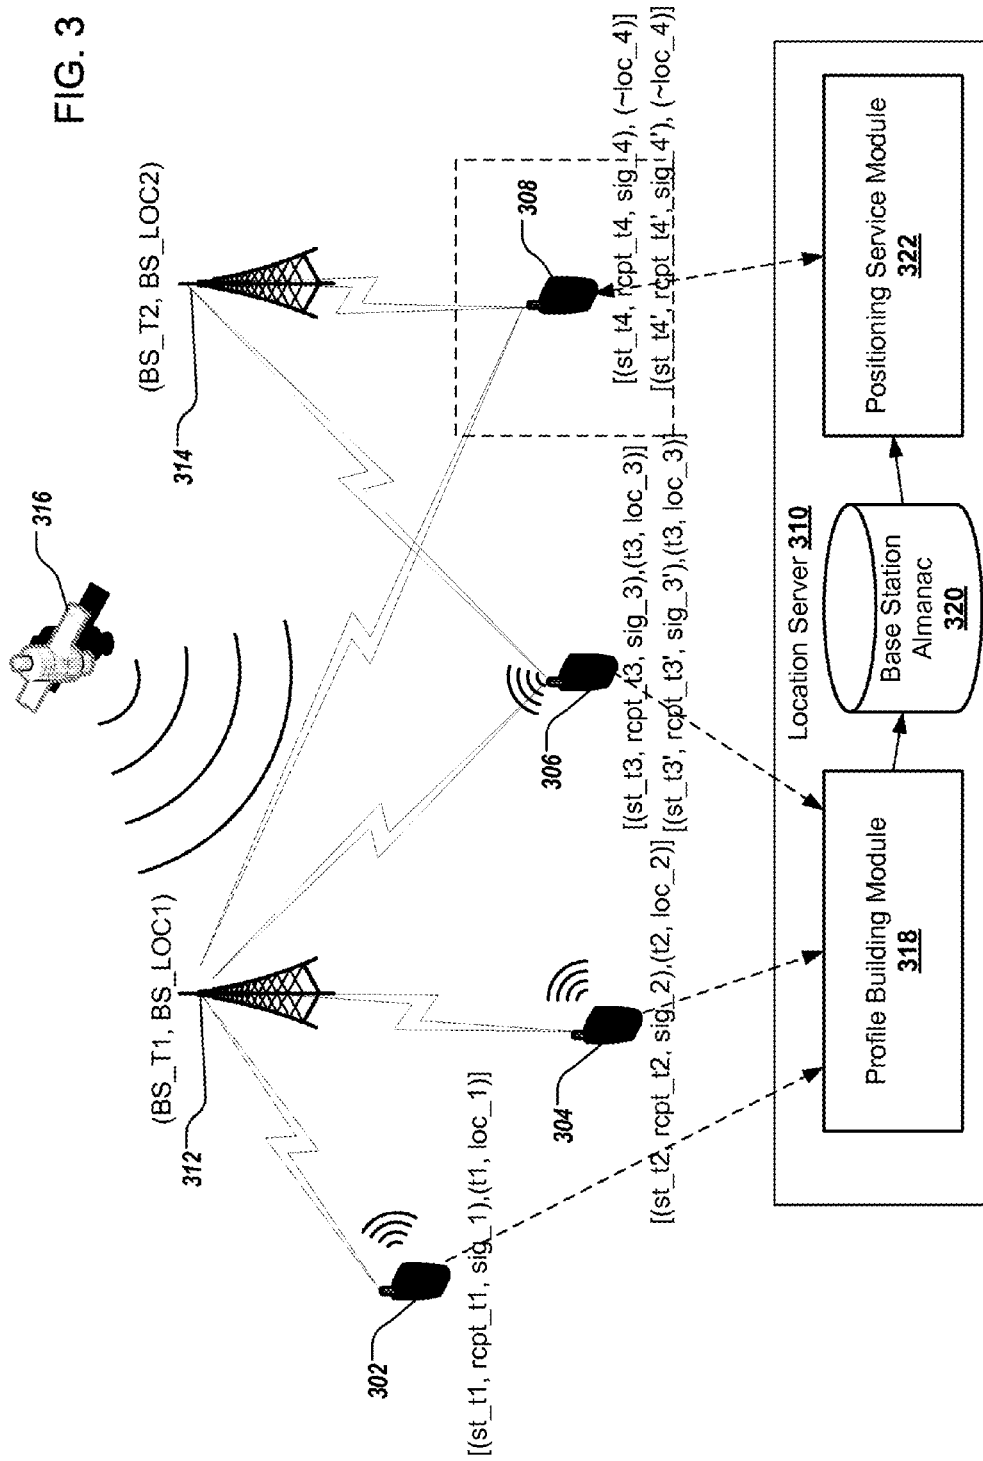 FIG. 3
316
(BS_T1, BS_LOC1)
(BS_T2, BS_LOC2)
312
314
302
304
306
308
[(st_t1, rcpt_t1, sig_1),(t1, loc_1)]
[(st_t2, rcpt_t2, sig_2),(t2, loc_2)]
[(st_t3, rcpt_t3, sig_3),(t3, loc_3)]
[(st_t3', rcpt_t3', sig_3'),(t3, loc_3)]
[(st_t4, rcpt_t4, sig_4), (~loc_4)]
[(st_t4', rcpt_t4', sig_4'), (~loc_4)]
Location Server 310
Profile Building Module
318
Base Station
Almanac
320
Positioning Service Module
322